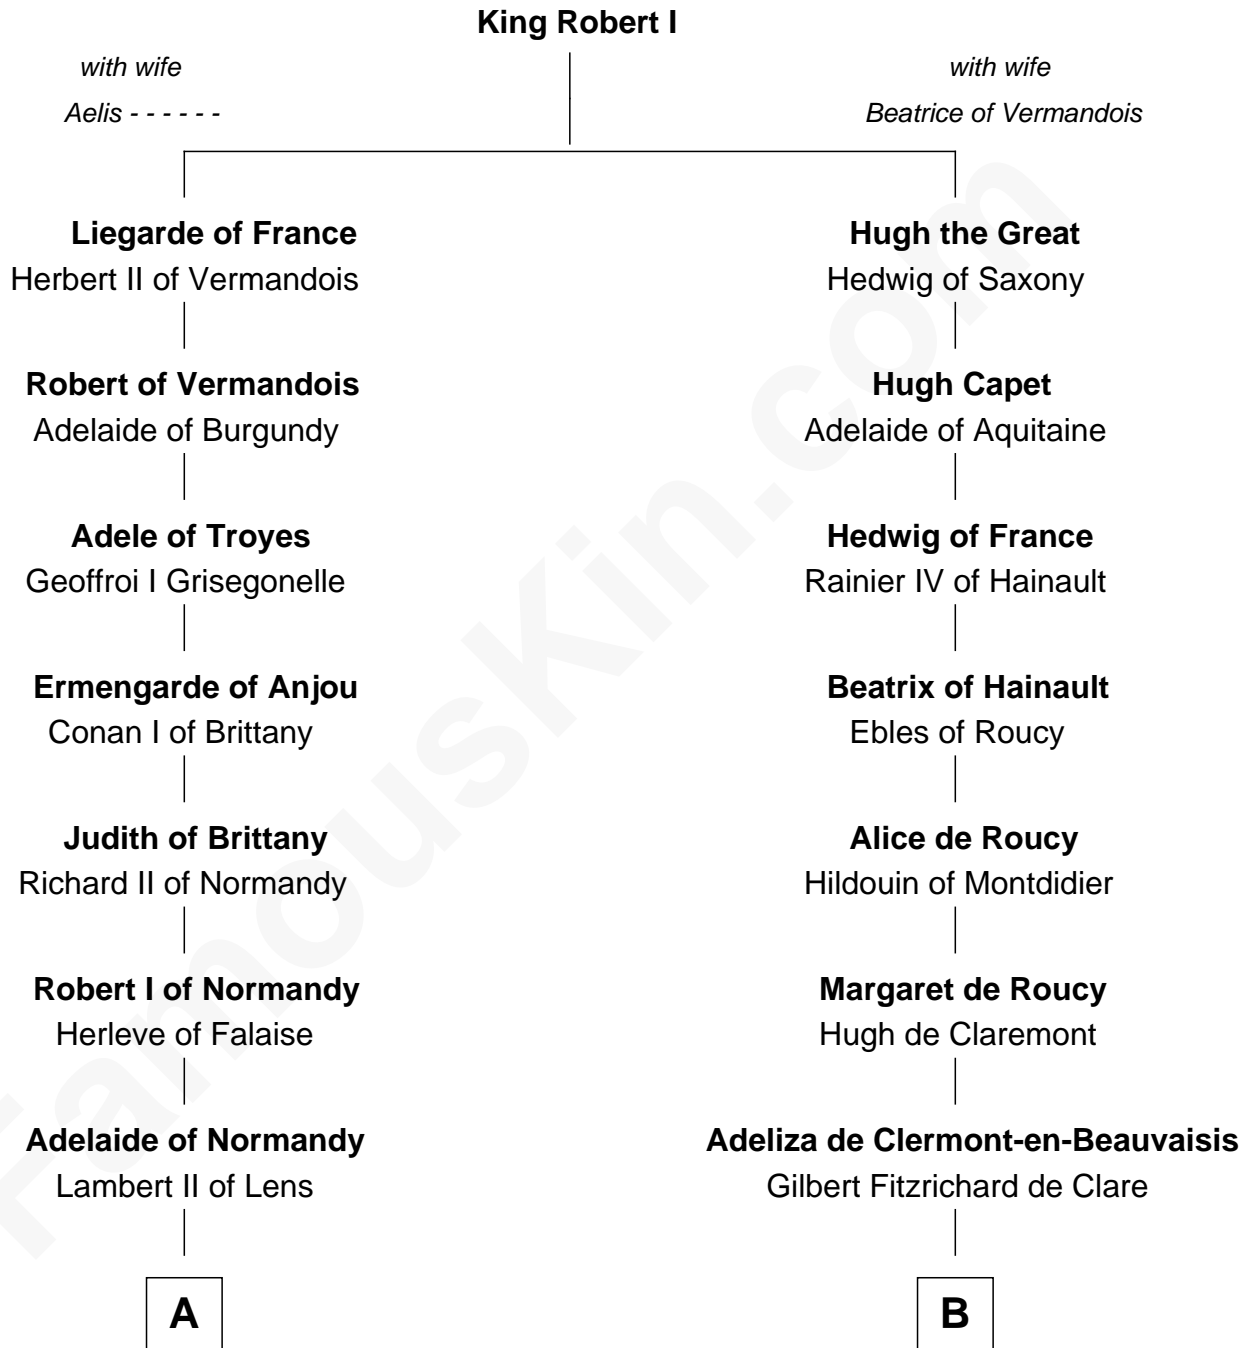 King Robert I
with wife
Aelis - - - - - -
with wife
Beatrice of Vermandois
Liegarde of France
Herbert II of Vermandois
Hugh the Great
Hedwig of Saxony
Robert of Vermandois
Adelaide of Burgundy
Hugh Capet
Adelaide of Aquitaine
Adele of Troyes
Geoffroi I Grisegonelle
Hedwig of France
Rainier IV of Hainault
Ermengarde of Anjou
Conan I of Brittany
Beatrix of Hainault
Ebles of Roucy
Judith of Brittany
Richard II of Normandy
Alice de Roucy
Hildouin of Montdidier
Robert I of Normandy
Herleve of Falaise
Margaret de Roucy
Hugh de Claremont
Adelaide of Normandy
Lambert II of Lens
Adeliza de Clermont-en-Beauvaisis
Gilbert Fitzrichard de Clare
A
B
FamousKin.com